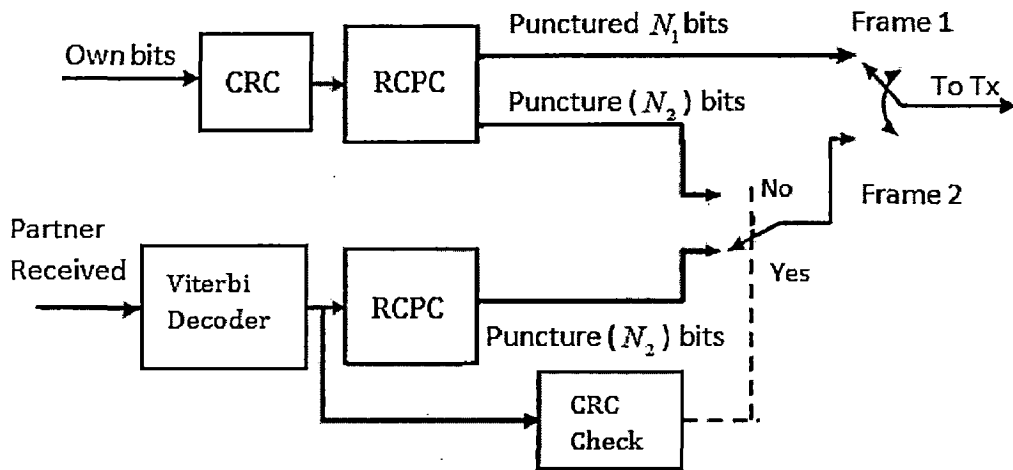 Punctured N₁ bits
Frame 1
Own bits
CRC
RCPC
To Tx
Puncture (N₂) bits
No
Frame 2
Partner
Received
Viterbi
Decoder
RCPC
Yes
Puncture (N₂) bits
CRC
Check